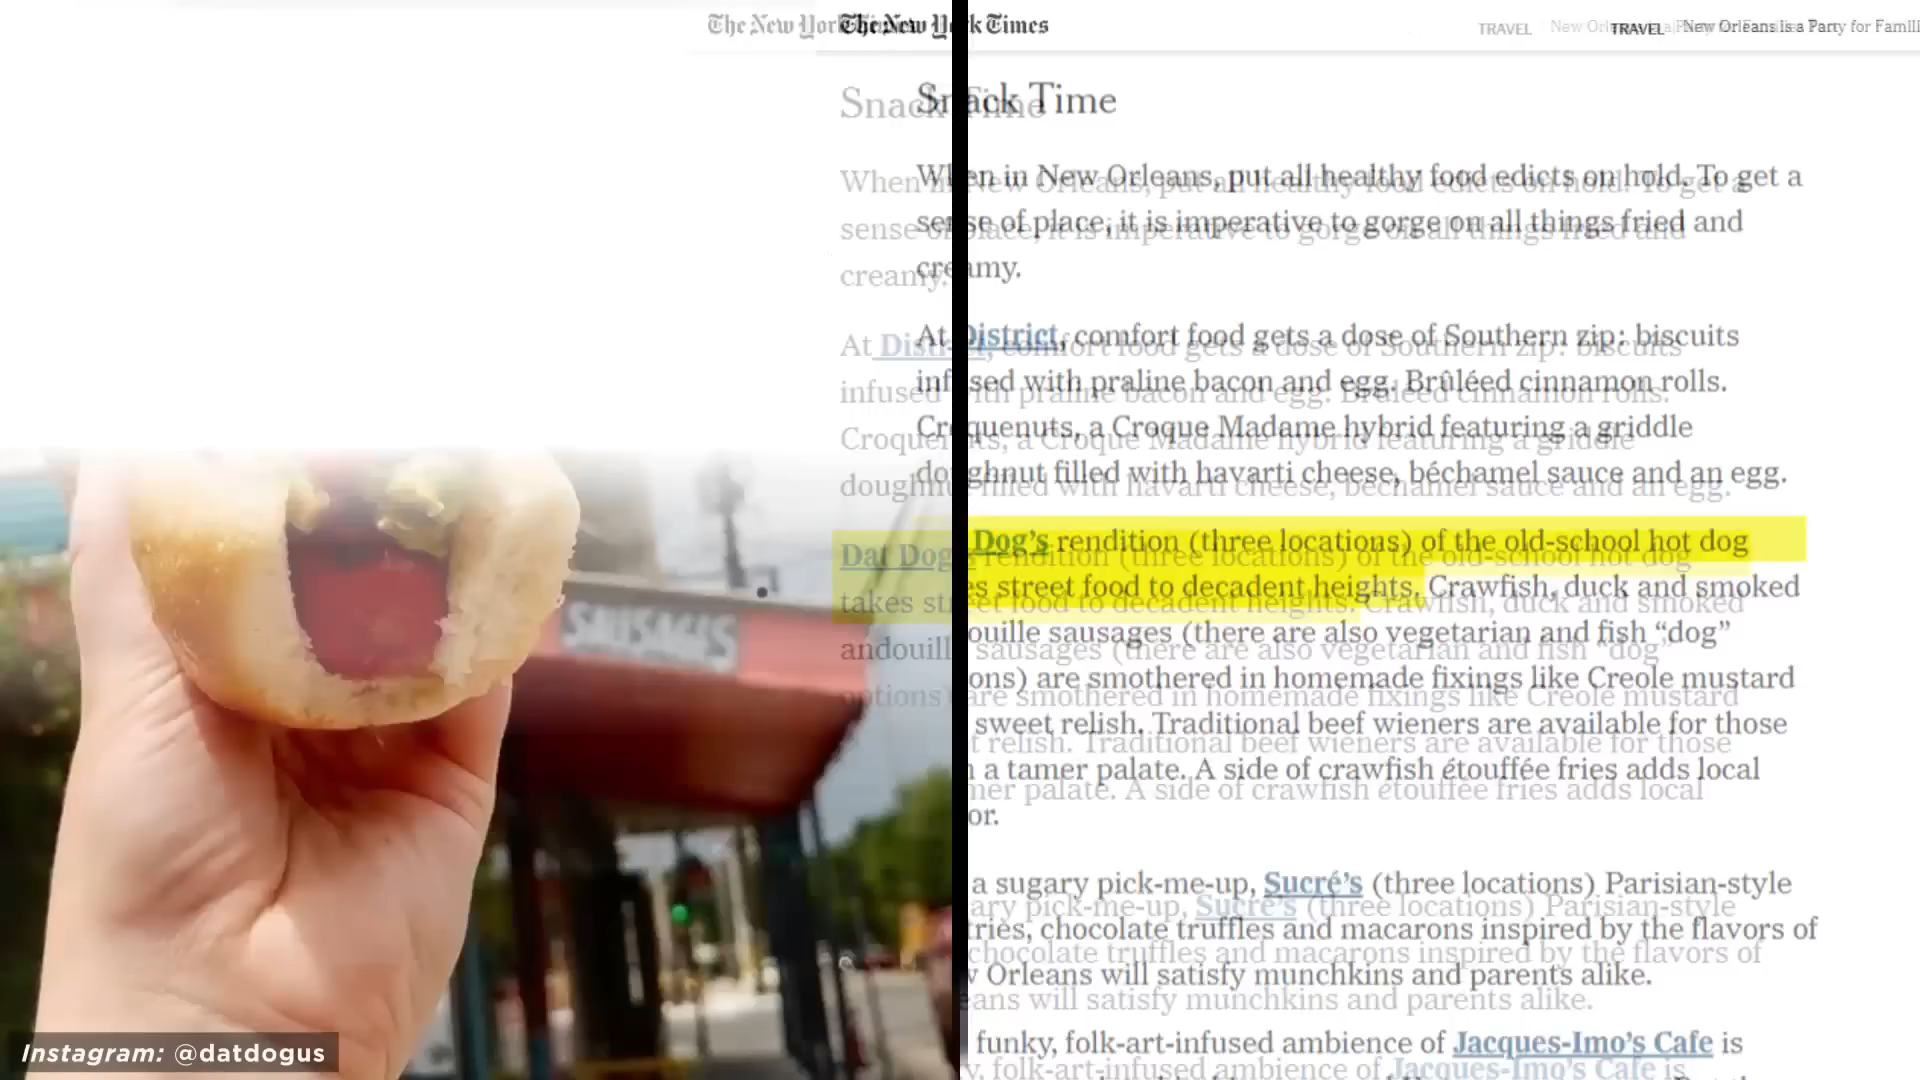 The New York Times
TRAVEL New Orleans Is a Party for Famili
Snack Time
When in New Orleans, put all healthy food edicts on hold. To get a
sense of place, it is imperative to gorge on all things fried and
creamy.
At District, comfort food gets a dose of Southern zip: biscuits
infused with praline bacon and egg. Brûléed cinnamon rolls.
Croquenuts, a Croque Madame hybrid featuring a griddle
doughnut filled with havarti cheese, béchamel sauce and an egg.
Dat Dog's rendition (three locations) of the old-school hot dog
takes street food to decadent heights. Crawfish, duck and smoked
andouille sausages (there are also vegetarian and fish “dog”
options) are smothered in homemade fixings like Creole mustard
sweet relish. Traditional beef wieners are available for those
a tamer palate. A side of crawfish étouffée fries adds local
or.
a sugary pick-me-up, Sucré’s (three locations) Parisian-style
tries, chocolate truffles and macarons inspired by the flavors of
w Orleans will satisfy munchkins and parents alike.
funky, folk-art-infused ambience of Jacques-Imo’s Cafe is
SAUSAGES
Instagram: @datdogus